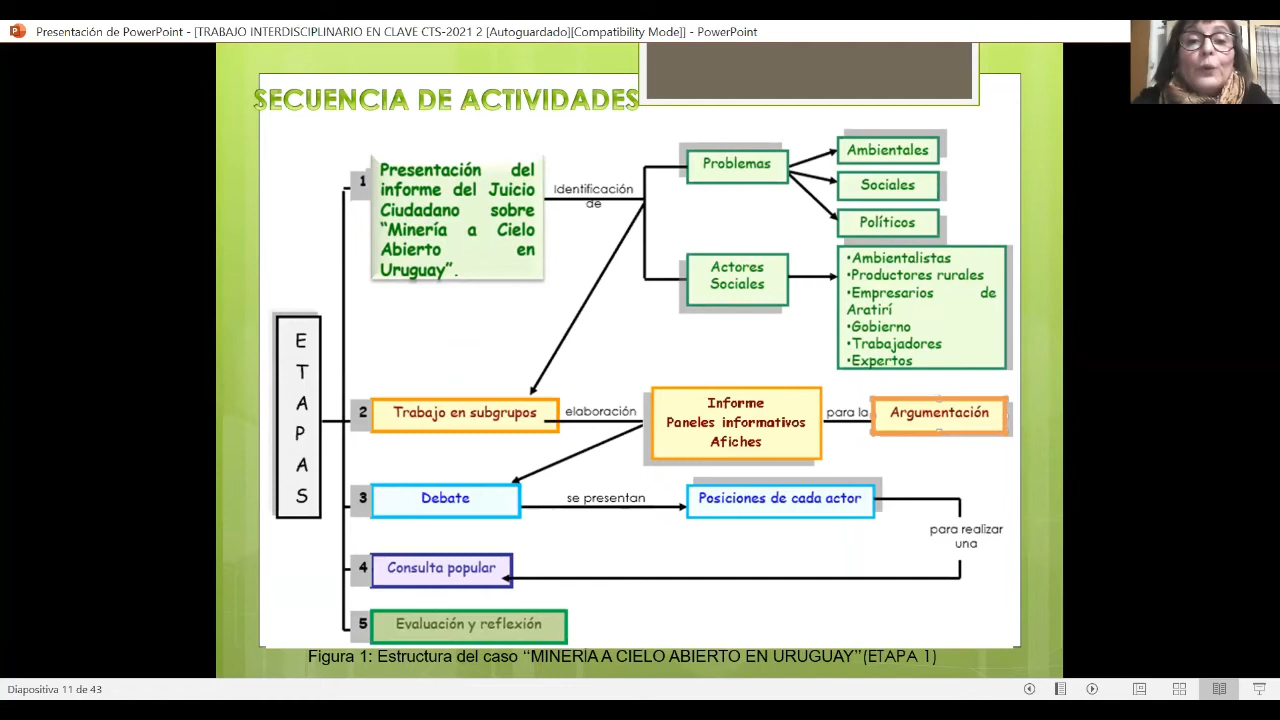 Presentación de PowerPoint - [TRABAJO INTERDISCIPLINARIO EN CLAVE CTS-2021 2 [Autoguardado][Compatibility Mode]] - PowerPoint
SECUENCIA DE ACTIVIDADES
ETAPAS
1
Presentación del
informe del Juicio
Ciudadano sobre
“Minería a Cielo
Abierto en
Uruguay”.
Identificación
de
Problemas
Ambientales
Sociales
Políticos
Actores
Sociales
•Ambientalistas
•Productores rurales
•Empresarios de
Aratirí
•Gobierno
•Trabajadores
•Expertos
2
Trabajo en subgrupos
elaboración
Informe
Paneles informativos
Afiches
para la
Argumentación
3
Debate
se presentan
Posiciones de cada actor
para realizar
una
4
Consulta popular
5
Evaluación y reflexión
Figura 1: Estructura del caso “MINERÍA A CIELO ABIERTO EN URUGUAY” (ETAPA 1)
Diapositiva 11 de 43